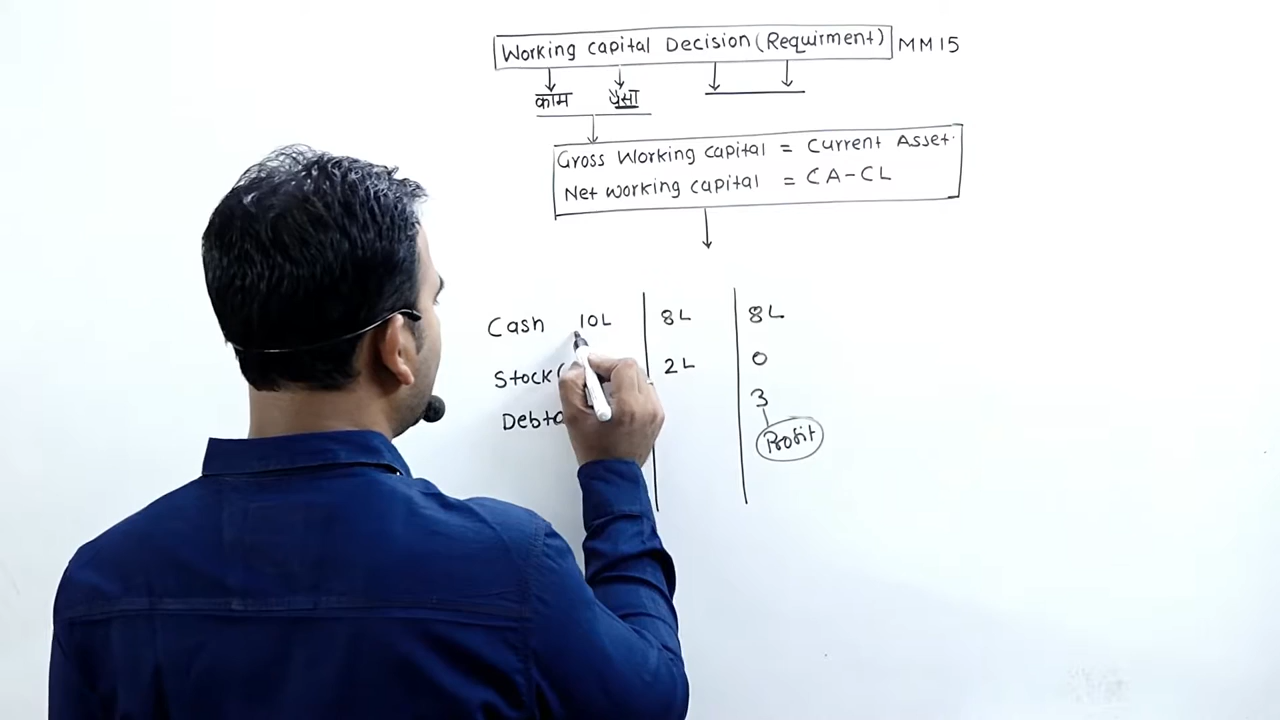 Working capital Decision (Requirment) MM15
काम पैसा
Gross Working capital = Current Asset.
Net working capital = CA-CL
Cash 10L 8L 8L
Stock 2L 0
3
Profit